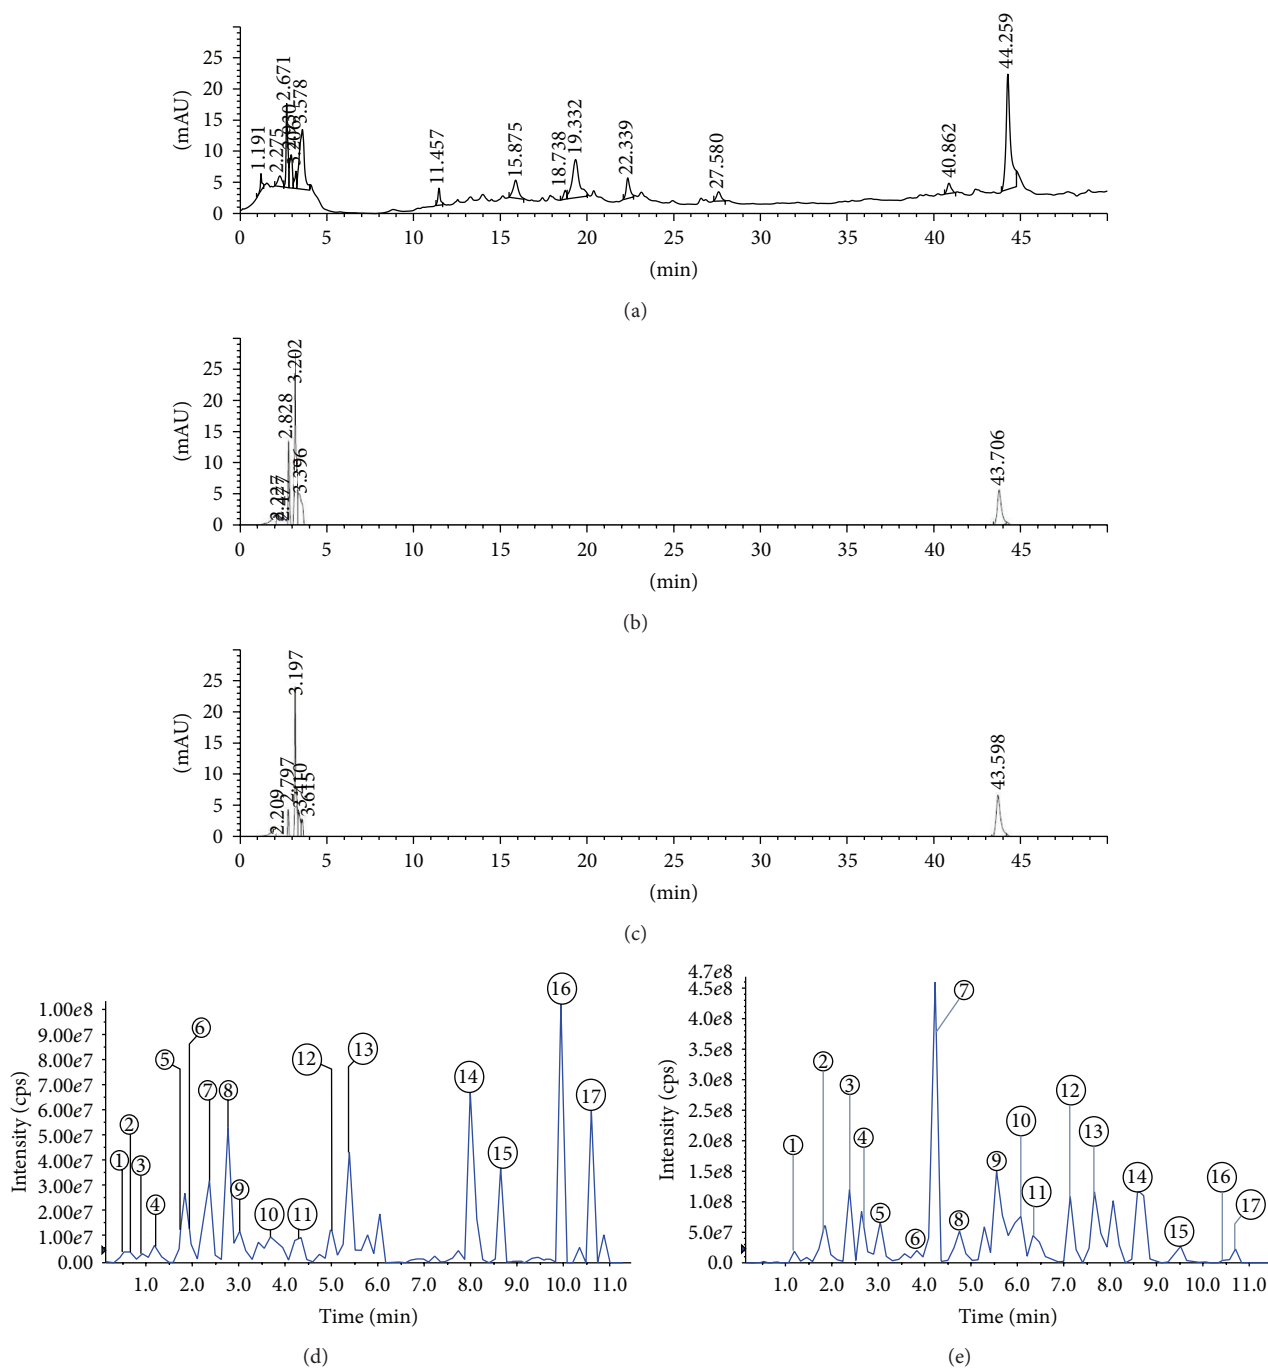 25
20
15
10
5
0
(mAU)
1.191
2.275
2.671
3.578
11.457
15.875
18.738
19.332
22.339
27.580
40.862
44.259
0 5 10 15 20 25 30 35 40 45
(min)
(a)
25
20
15
10
5
0
(mAU)
2.828
3.202
3.396
43.706
0 5 10 15 20 25 30 35 40 45
(min)
(b)
25
20
15
10
5
0
(mAU)
2.209
2.797
3.197
3.410
3.615
43.598
0 5 10 15 20 25 30 35 40 45
(min)
(c)
1.00e8
9.00e7
8.00e7
7.00e7
6.00e7
5.00e7
4.00e7
3.00e7
2.00e7
1.00e7
0.00
Intensity (cps)
1 2 3 4 5 6 7 8 9 10 11 12 13 14 15 16 17
1.0 2.0 3.0 4.0 5.0 6.0 7.0 8.0 9.0 10.0 11.0
Time (min)
(d)
4.7e8
4.5e8
4.0e8
3.5e8
3.0e8
2.5e8
2.0e8
1.5e8
1.0e8
5.0e7
0.0
Intensity (cps)
1 2 3 4 5 6 7 8 9 10 11 12 13 14 15 16 17
1.0 2.0 3.0 4.0 5.0 6.0 7.0 8.0 9.0 10.0 11.0
Time (min)
(e)